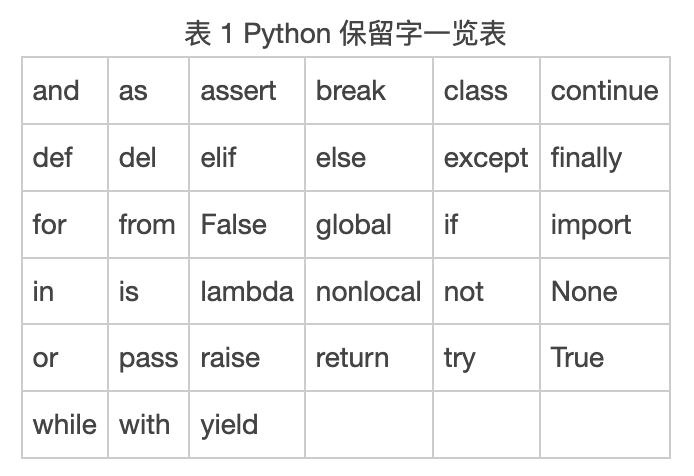 表 1 Python 保留字一览表
and as assert break class continue
def del elif else except finally
for from False global if import
in is lambda nonlocal not None
or pass raise return try True
while with yield